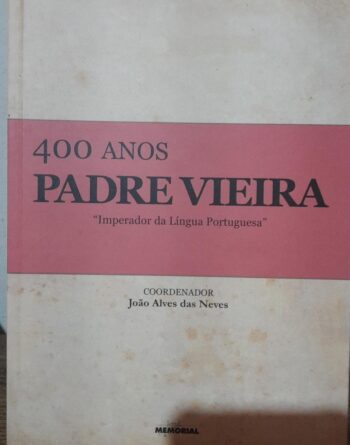 400 ANOS
PADRE VIEIRA
“Imperador da Língua Portuguesa”
COORDENADOR
João Alves das Neves
MEMORIAL